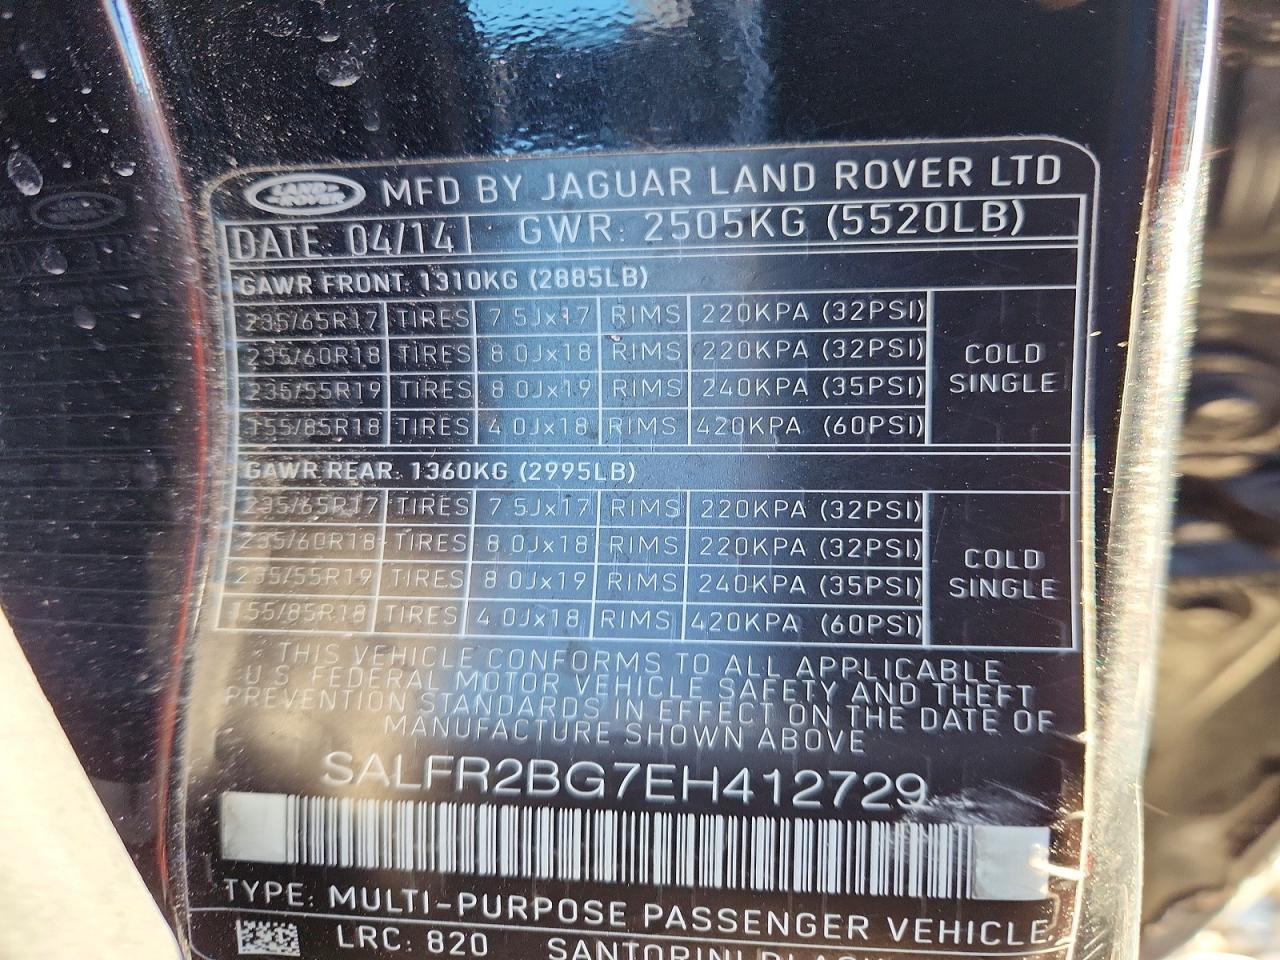 LAND ROVER MFD BY JAGUAR LAND ROVER LTD
DATE: 04/14 GWR: 2505KG (5520LB)
GAWR FRONT: 1310KG (2885LB)
235/65R17 TIRES 7.5Jx17 RIMS 220KPA (32PSI)
235/60R18 TIRES 8.0Jx18 RIMS 220KPA (32PSI)
235/55R19 TIRES 8.0Jx19 RIMS 240KPA (35PSI)
155/85R18 TIRES 4.0Jx18 RIMS 420KPA (60PSI)
COLD
SINGLE
GAWR REAR: 1360KG (2995LB)
235/65R17 TIRES 7.5Jx17 RIMS 220KPA (32PSI)
235/60R18 TIRES 8.0Jx18 RIMS 220KPA (32PSI)
235/55R19 TIRES 8.0Jx19 RIMS 240KPA (35PSI)
155/85R18 TIRES 4.0Jx18 RIMS 420KPA (60PSI)
COLD
SINGLE
THIS VEHICLE CONFORMS TO ALL APPLICABLE
U.S. FEDERAL MOTOR VEHICLE SAFETY AND THEFT
PREVENTION STANDARDS IN EFFECT ON THE DATE OF
MANUFACTURE SHOWN ABOVE
SALFR2BG7EH412729
TYPE: MULTI-PURPOSE PASSENGER VEHICLE
LRC: 820 SANTORINI BLACK